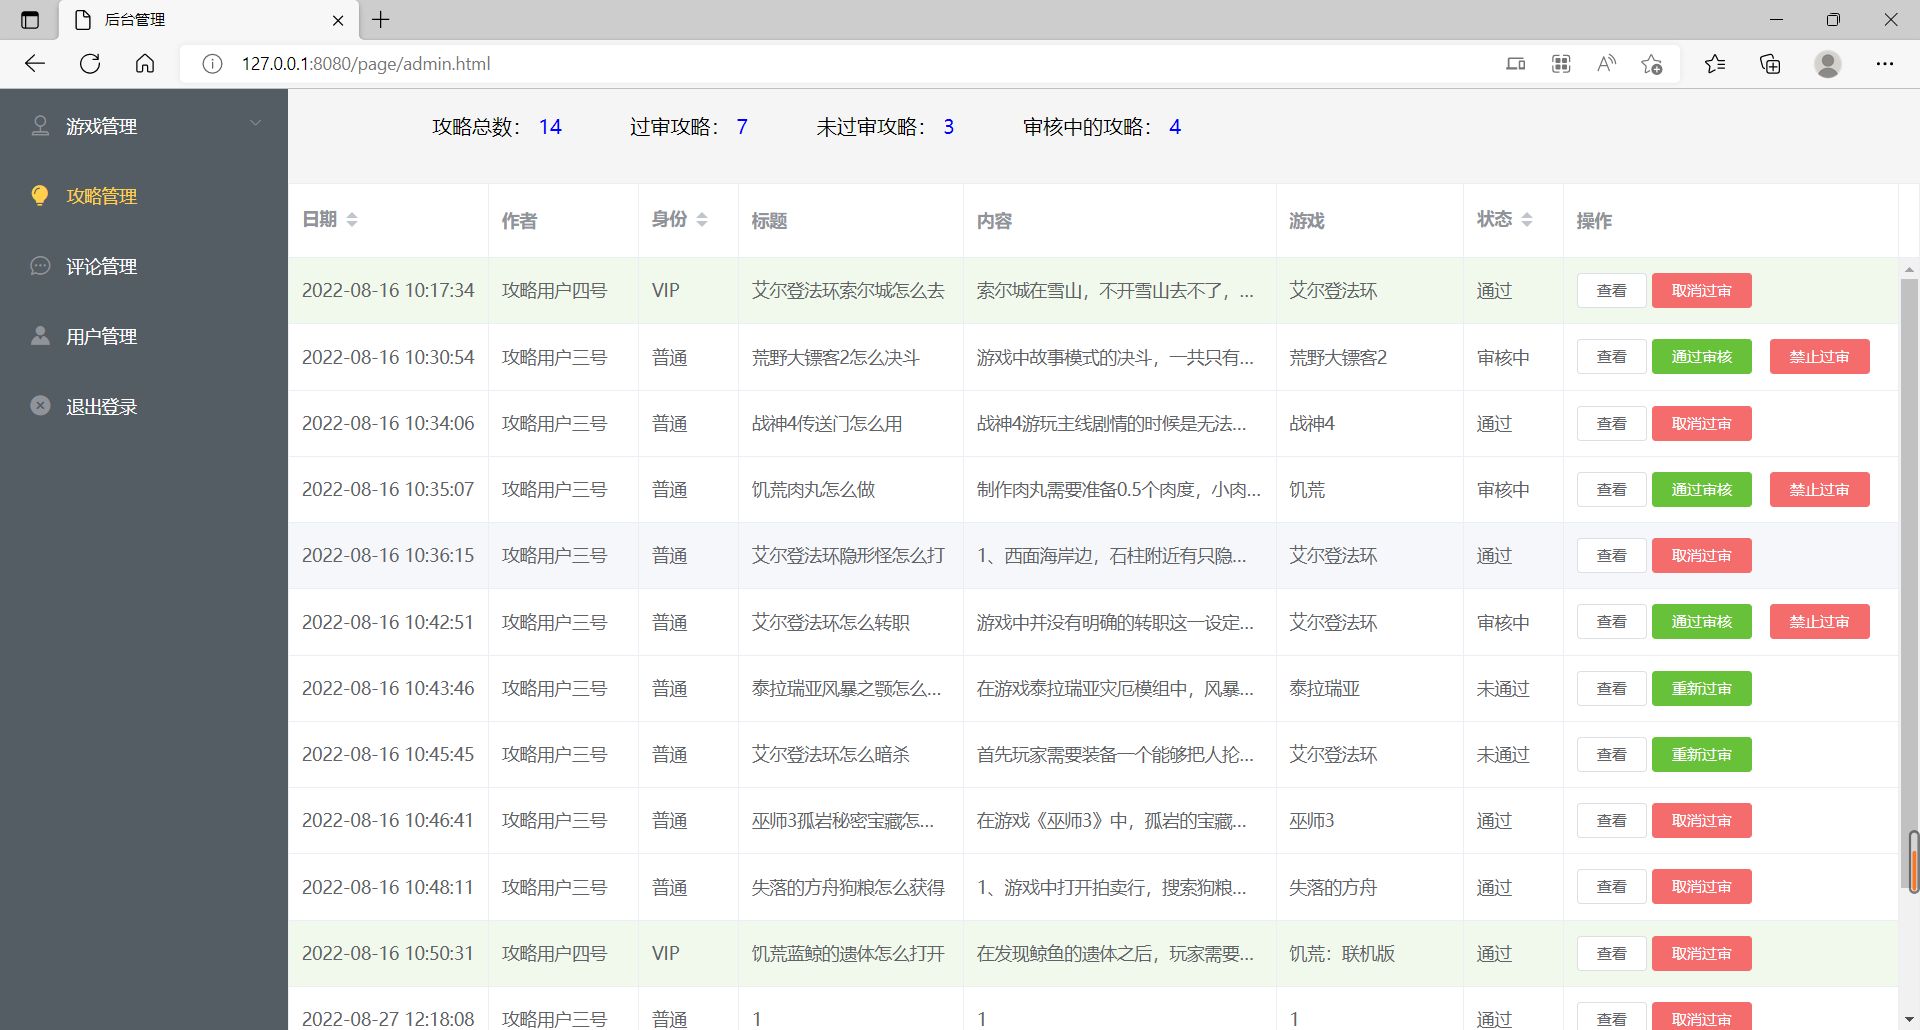 后台管理
127.0.0.1:8080/page/admin.html
游戏管理
攻略管理
评论管理
用户管理
退出登录
攻略总数： 14 过审攻略： 7 未过审攻略： 3 审核中的攻略： 4
日期 作者 身份 标题 内容 游戏 状态 操作
2022-08-16 10:17:34 攻略用户四号 VIP 艾尔登法环索尔城怎么去 索尔城在雪山，不开雪山去不了，... 艾尔登法环 通过 查看 取消过审
2022-08-16 10:30:54 攻略用户三号 普通 荒野大镖客2怎么决斗 游戏中故事模式的决斗，一共只有... 荒野大镖客2 审核中 查看 通过审核 禁止过审
2022-08-16 10:34:06 攻略用户三号 普通 战神4传送门怎么用 战神4游玩主线剧情的时候是无法... 战神4 通过 查看 取消过审
2022-08-16 10:35:07 攻略用户三号 普通 饥荒肉丸怎么做 制作肉丸需要准备0.5个肉度，小肉... 饥荒 审核中 查看 通过审核 禁止过审
2022-08-16 10:36:15 攻略用户三号 普通 艾尔登法环隐形怪怎么打 1、西面海岸边，石柱附近有只隐... 艾尔登法环 通过 查看 取消过审
2022-08-16 10:42:51 攻略用户三号 普通 艾尔登法环怎么转职 游戏中并没有明确的转职这一设定... 艾尔登法环 审核中 查看 通过审核 禁止过审
2022-08-16 10:43:46 攻略用户三号 普通 泰拉瑞亚风暴之颚怎么... 在游戏泰拉瑞亚灾厄模组中，风暴... 泰拉瑞亚 未通过 查看 重新过审
2022-08-16 10:45:45 攻略用户三号 普通 艾尔登法环怎么暗杀 首先玩家需要装备一个能够把人抡... 艾尔登法环 未通过 查看 重新过审
2022-08-16 10:46:41 攻略用户三号 普通 巫师3孤岩秘密宝藏怎... 在游戏《巫师3》中，孤岩的宝藏... 巫师3 通过 查看 取消过审
2022-08-16 10:48:11 攻略用户三号 普通 失落的方舟狗粮怎么获得 1、游戏中打开拍卖行，搜索狗粮... 失落的方舟 通过 查看 取消过审
2022-08-16 10:50:31 攻略用户四号 VIP 饥荒蓝鲸的遗体怎么打开 在发现鲸鱼的遗体之后，玩家需要... 饥荒：联机版 通过 查看 取消过审
2022-08-27 12:18:08 攻略用户三号 普通 1 1 1 通过 查看 取消过审